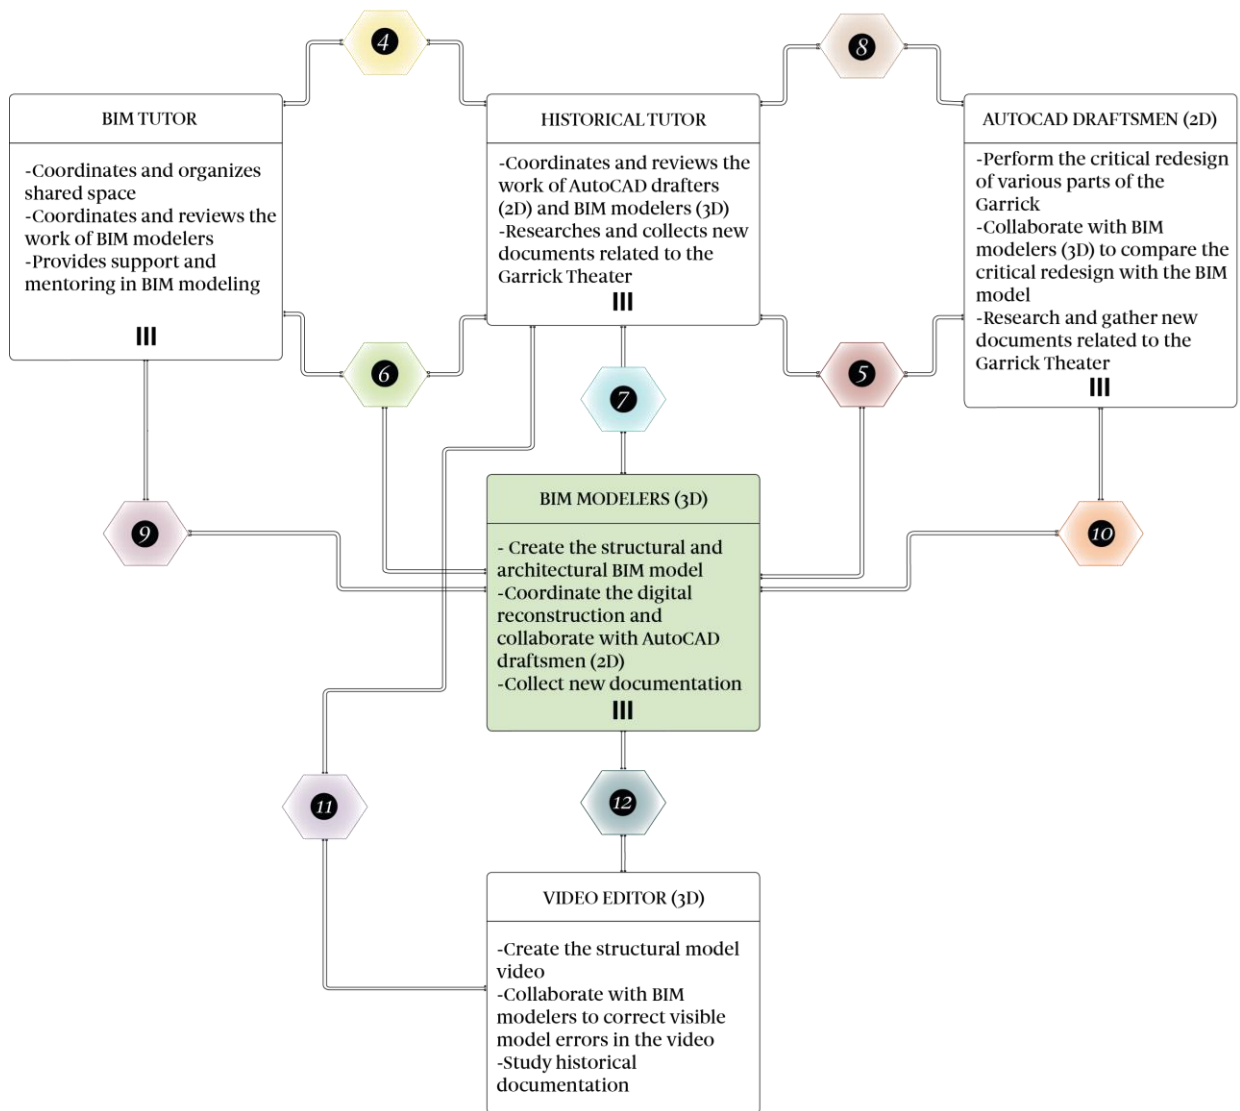 4
8
BIM TUTOR
-Coordinates and organizes
shared space
-Coordinates and reviews the
work of BIM modelers
-Provides support and
mentoring in BIM modeling
III
HISTORICAL TUTOR
-Coordinates and reviews the
work of AutoCAD drafters
(2D) and BIM modelers (3D)
-Researches and collects new
documents related to the
Garrick Theater
III
AUTOCAD DRAFTSMEN (2D)
-Perform the critical redesign
of various parts of the
Garrick
-Collaborate with BIM
modelers (3D) to compare the
critical redesign with the BIM
model
-Research and gather new
documents related to the
Garrick Theater
III
6
7
5
9
BIM MODELERS (3D)
- Create the structural and
architectural BIM model
-Coordinate the digital
reconstruction and
collaborate with AutoCAD
draftsmen (2D)
-Collect new documentation
III
10
11
12
VIDEO EDITOR (3D)
-Create the structural model
video
-Collaborate with BIM
modelers to correct visible
model errors in the video
-Study historical
documentation